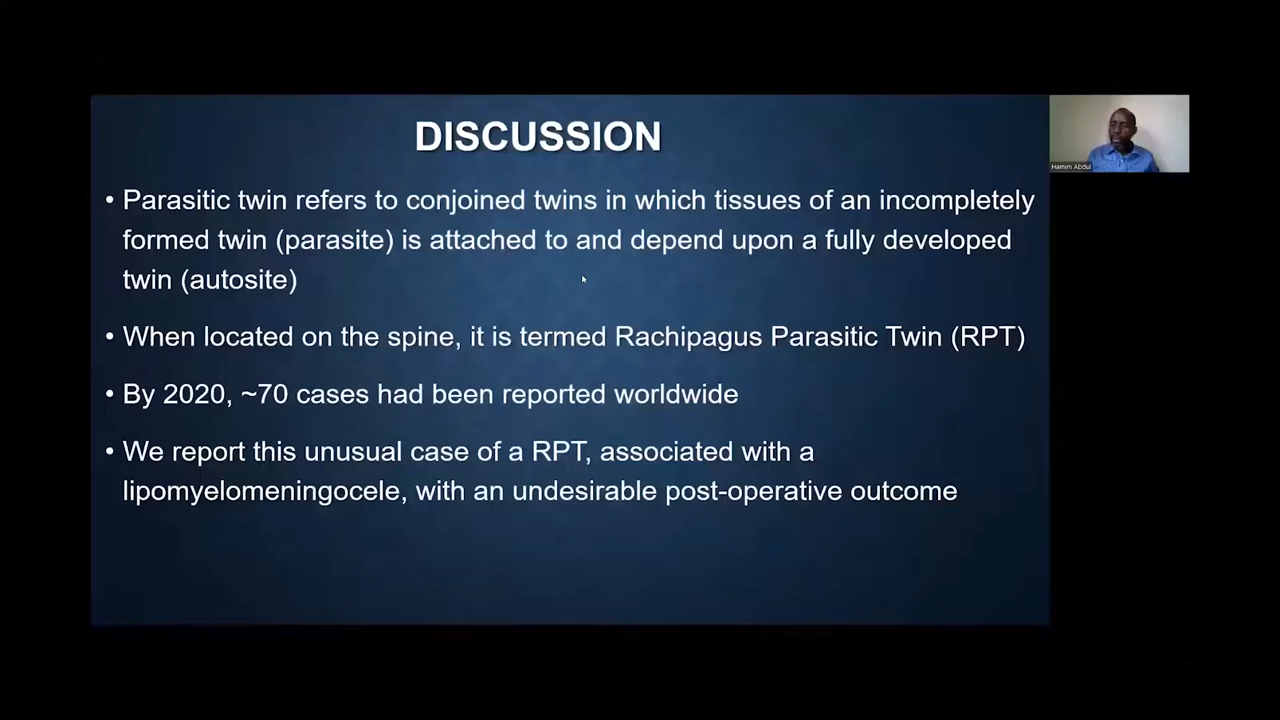 DISCUSSION
• Parasitic twin refers to conjoined twins in which tissues of an incompletely
formed twin (parasite) is attached to and depend upon a fully developed
twin (autosite)
• When located on the spine, it is termed Rachipagus Parasitic Twin (RPT)
• By 2020, ~70 cases had been reported worldwide
• We report this unusual case of a RPT, associated with a
lipomyelomeningocele, with an undesirable post-operative outcome
Hamim Abdul